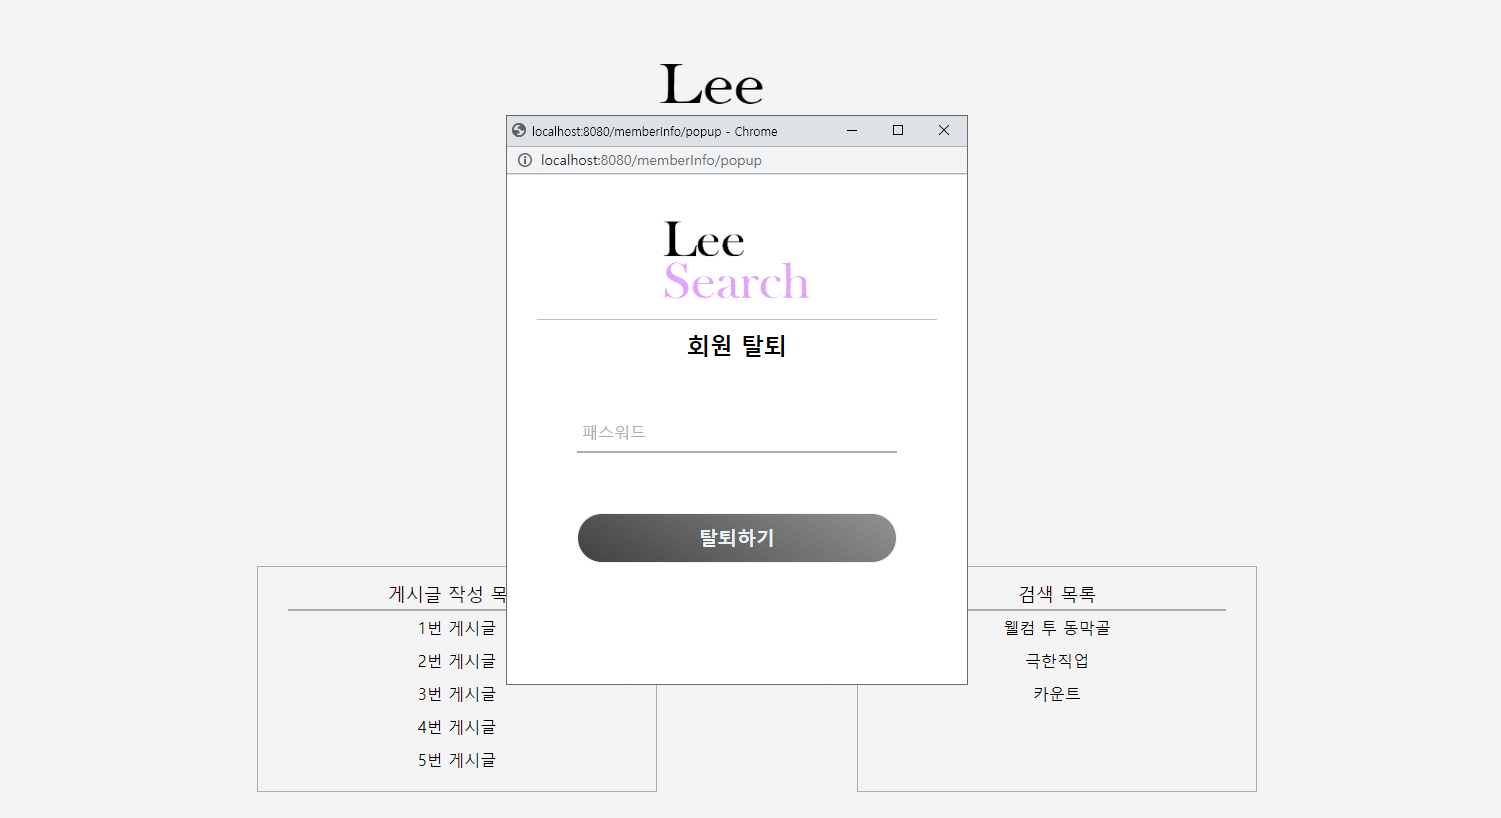 Lee
localhost:8080/memberInfo/popup - Chrome
localhost:8080/memberInfo/popup
Lee
Search
회원 탈퇴
패스워드
탈퇴하기
게시글 작성 목
1번 게시글
2번 게시글
3번 게시글
4번 게시글
5번 게시글
검색 목록
웰컴 투 동막골
극한직업
카운트